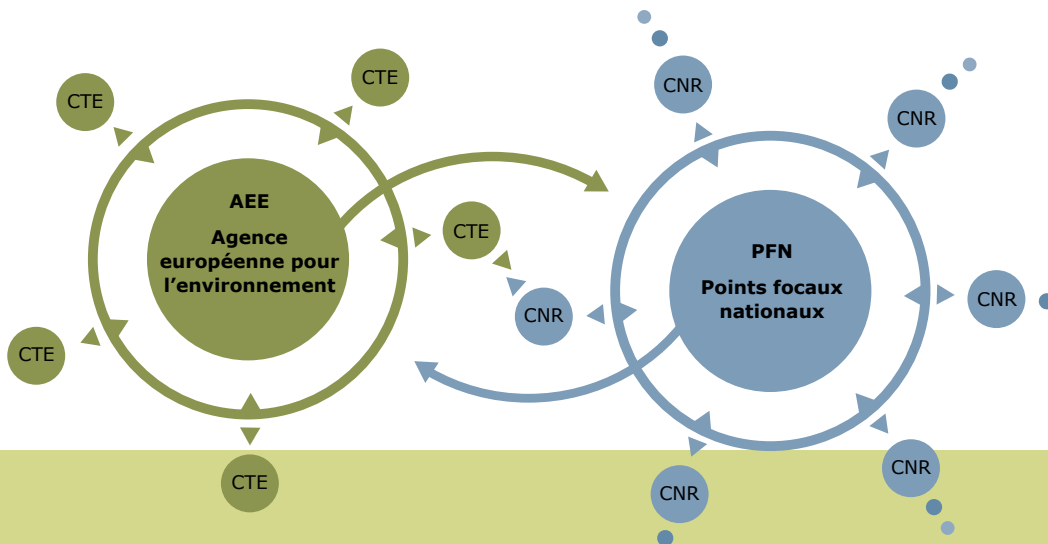 CTE
CTE
AEE
Agence
européenne pour
l’environnement
CTE
CTE
CTE
CNR
CNR
CNR
PFN
Points focaux
nationaux
CNR
CNR
CNR